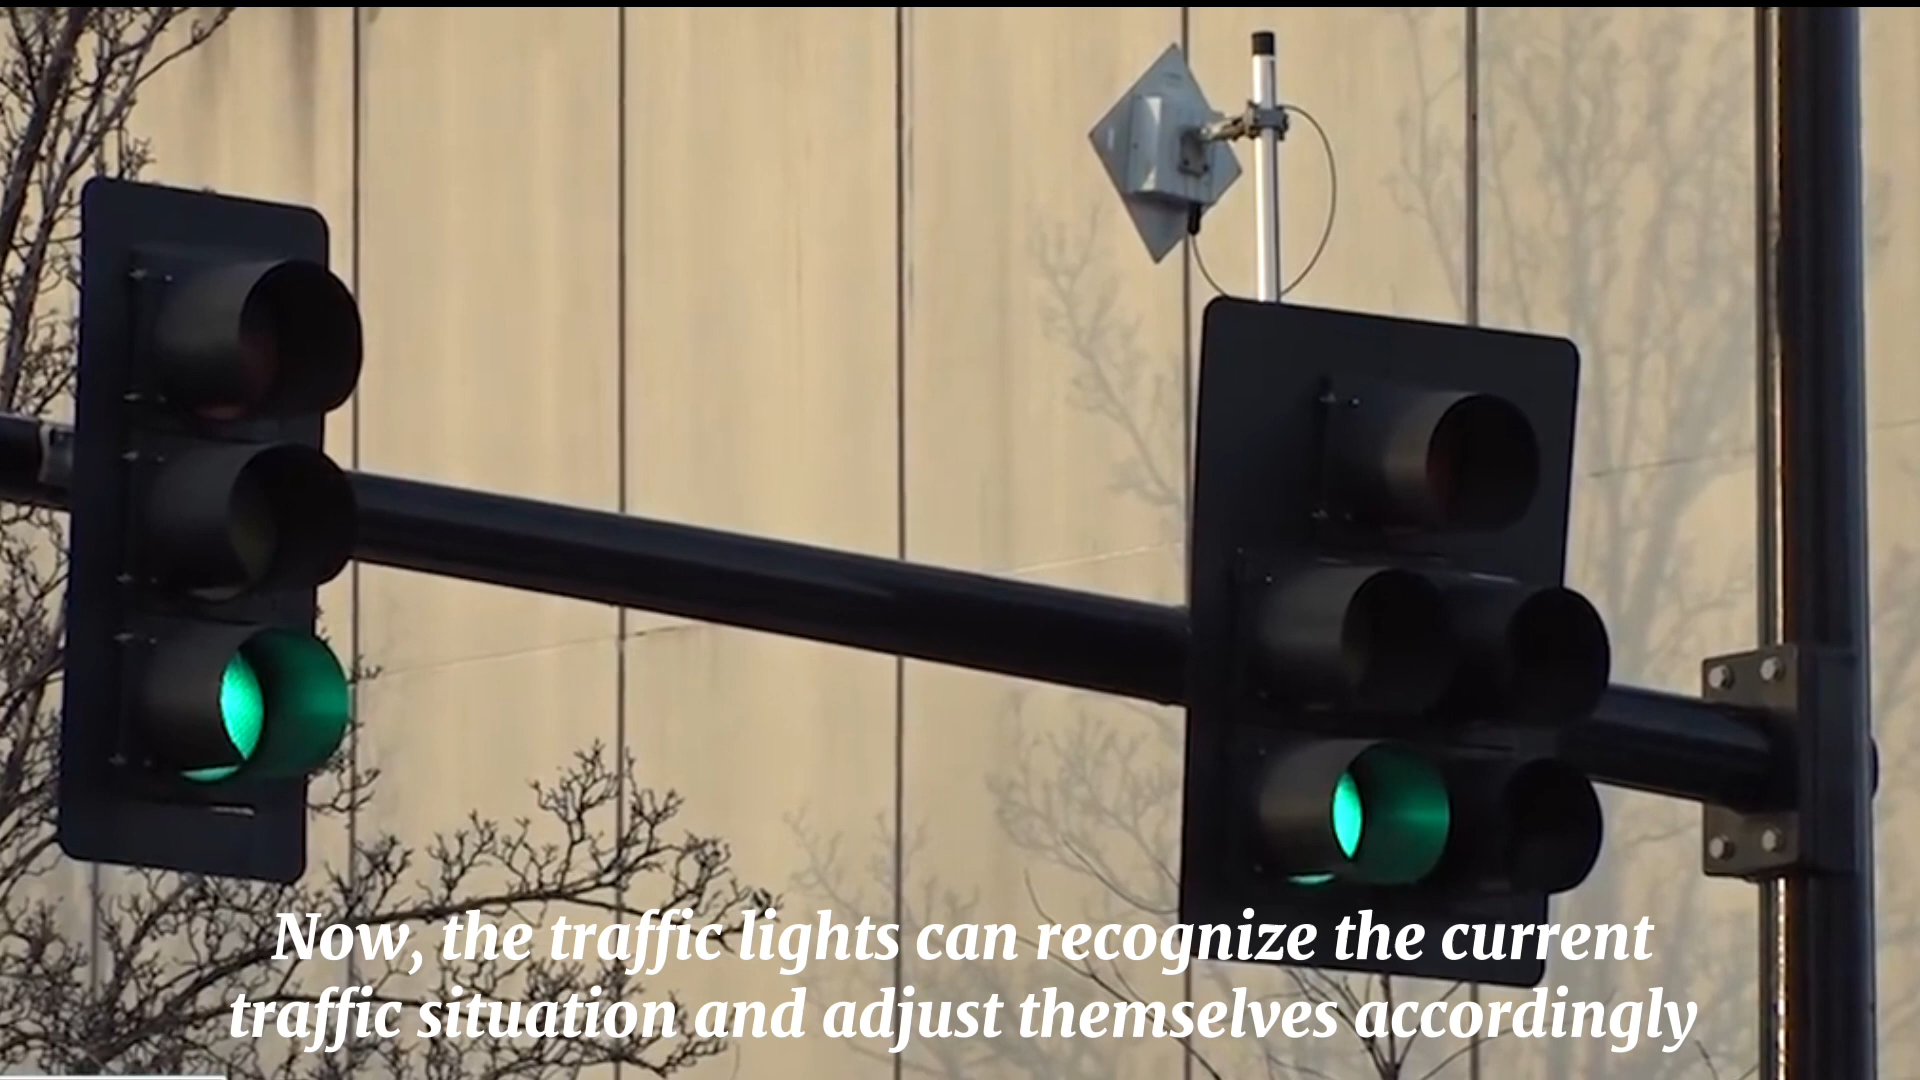 Now, the traffic lights can recognize the current
traffic situation and adjust themselves accordingly